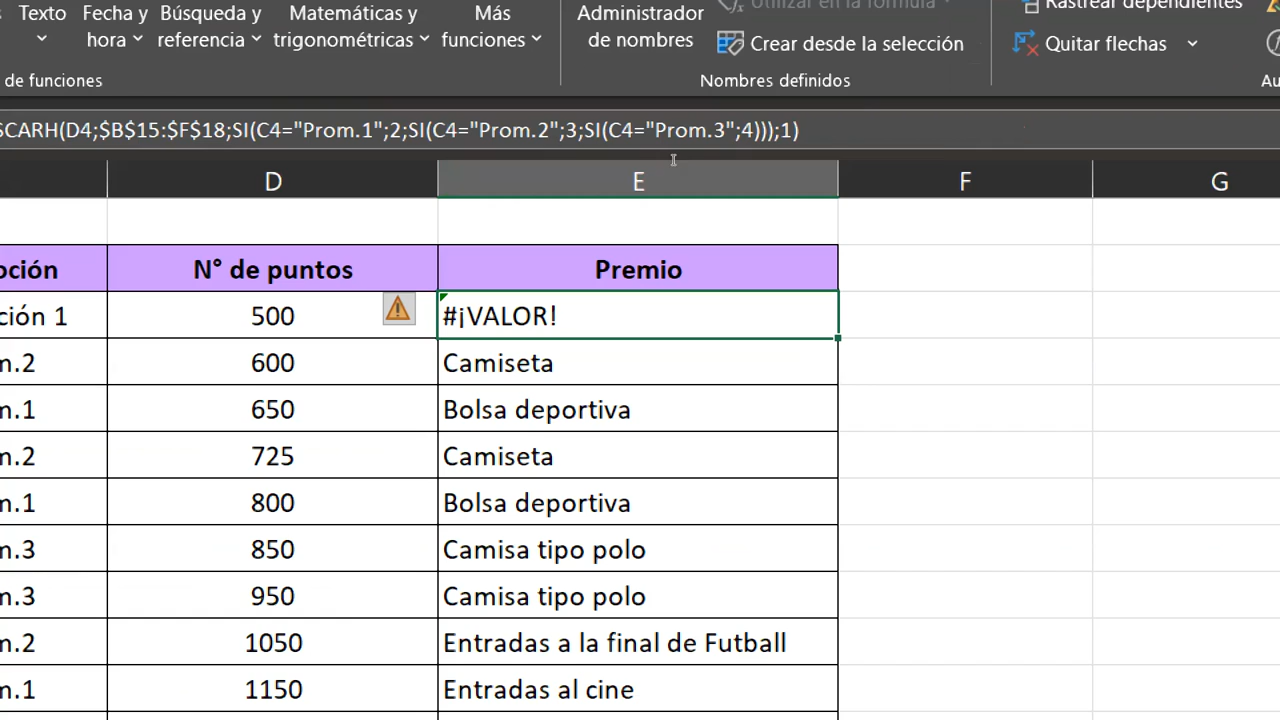 Texto Fecha y hora Búsqueda y referencia Matemáticas y trigonométricas Más funciones
Administrador de nombres
Utilizar en la fórmula
Crear desde la selección
Rastrear dependientes
Quitar flechas
de funciones
Nombres definidos
Au
SCARH(D4;$B$15:$F$18;SI(C4="Prom.1";2;SI(C4="Prom.2";3;SI(C4="Prom.3";4)));1)
D E F G
oción N° de puntos Premio
ción 1 500 #¡VALOR!
m.2 600 Camiseta
m.1 650 Bolsa deportiva
m.2 725 Camiseta
m.1 800 Bolsa deportiva
m.3 850 Camisa tipo polo
m.3 950 Camisa tipo polo
m.2 1050 Entradas a la final de Futball
m.1 1150 Entradas al cine